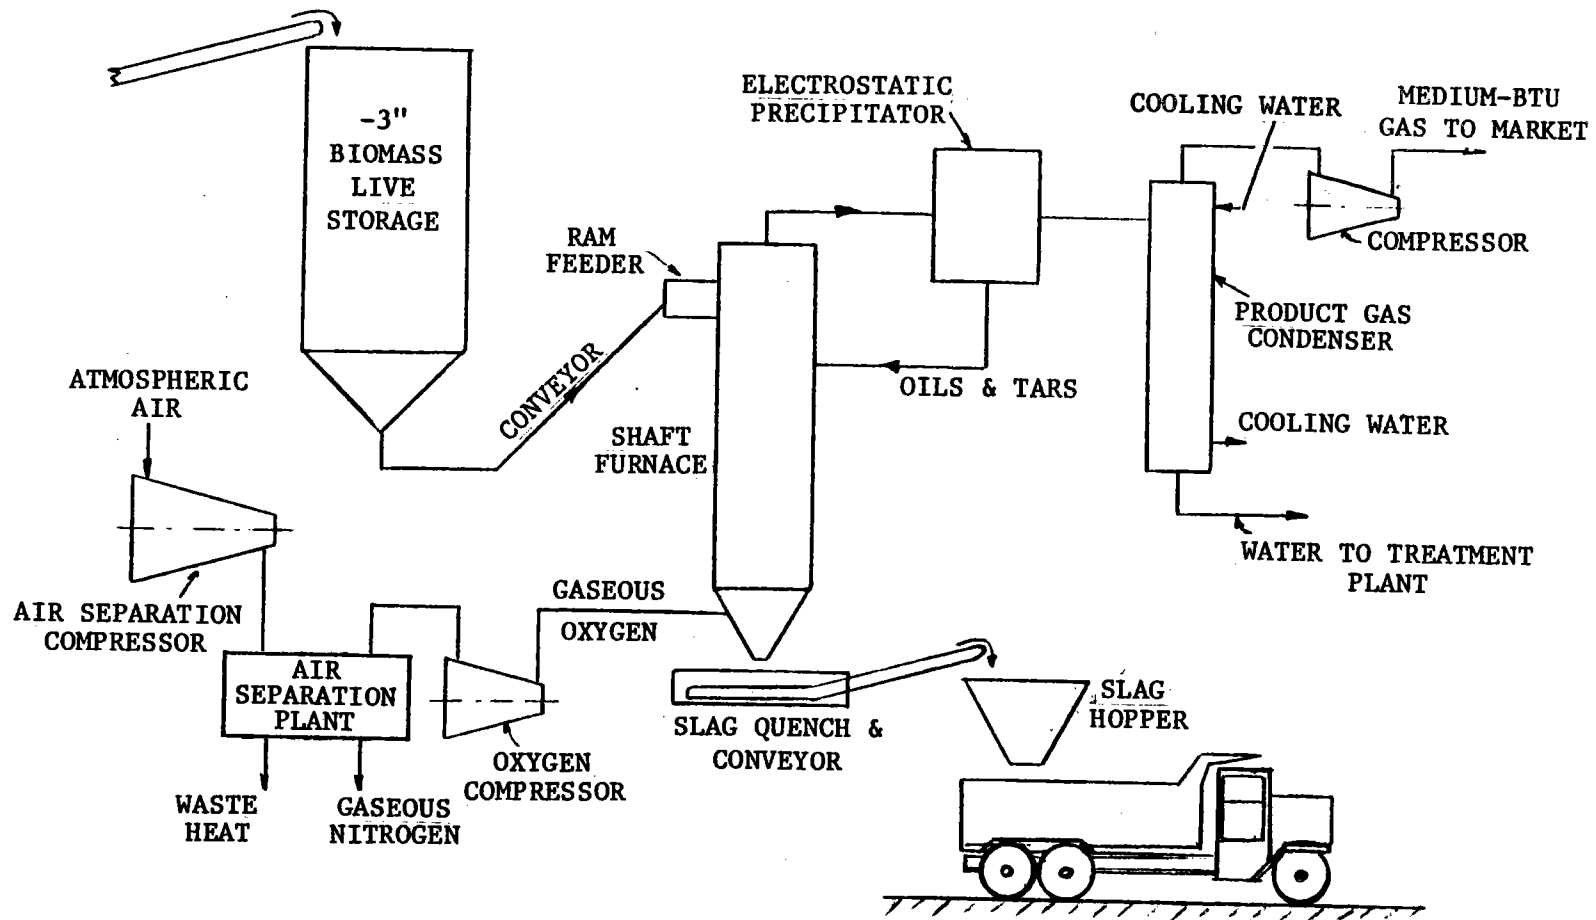 -3"
BIOMASS
LIVE
STORAGE
ELECTROSTATIC
PRECIPITATOR
COOLING WATER
MEDIUM-BTU
GAS TO MARKET
RAM
FEEDER
COMPRESSOR
PRODUCT GAS
CONDENSER
CONVEYOR
OILS & TARS
ATMOSPHERIC
AIR
SHAFT
FURNACE
COOLING WATER
WATER TO TREATMENT
PLANT
AIR SEPARATION
COMPRESSOR
GASEOUS
OXYGEN
AIR
SEPARATION
PLANT
OXYGEN
COMPRESSOR
SLAG QUENCH &
CONVEYOR
SLAG
HOPPER
WASTE
HEAT
GASEOUS
NITROGEN